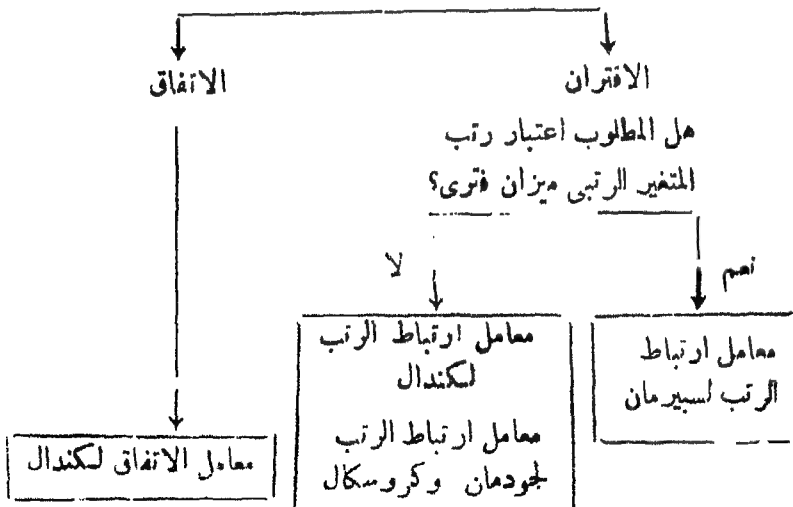 الاقتران
الاتفاق
هل المطلوب اعتبار رتب
المتغير الرتبى ميزان فترى؟
نعم
لا
معامل ارتباط
الرتب لسبيرمان
معامل ارتباط الرتب
لكندال
معامل ارتباط الرتب
لجودمان وكروسكال
معامل الاتفاق لكندال